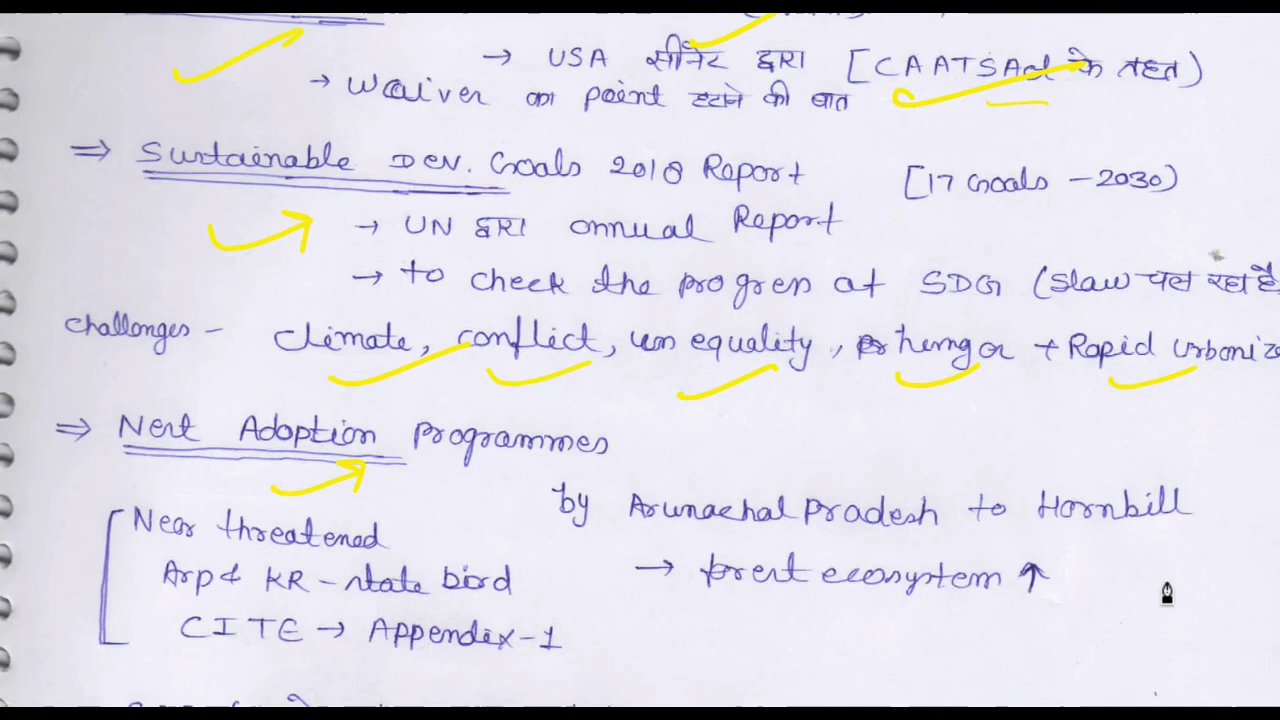 → USA सीनेट द्वारा [CAATSA Act के तहत)
→ Waiver का point हटाने की बात
⇒ Sustainable Dev. Goals 2018 Report [17 Goals - 2030)
→ UN द्वारा annual Report
→ to check the progress at SDG (slow चल रहा है
challenges - climate, conflict, un equality, hunger + Rapid urbaniz
⇒ Nest Adoption Programmes
by Arunachal Pradesh to Hornbill
Near threatened
→ forest ecosystem ↑
Arp & KR - state bird
CITE → Appendix-1